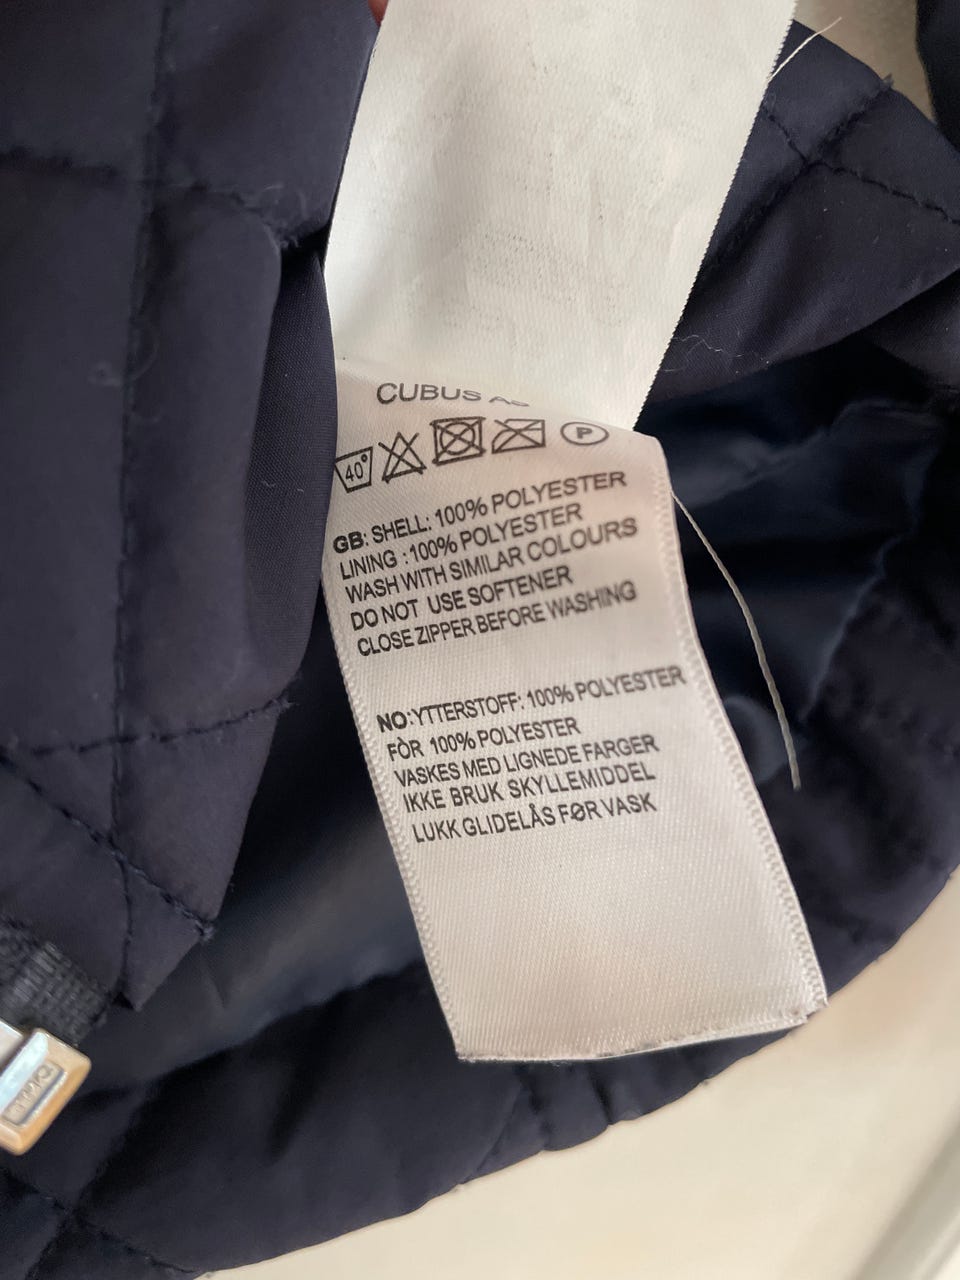 CUBUS AS
40°
P
GB: SHELL: 100% POLYESTER
LINING :100% POLYESTER
WASH WITH SIMILAR COLOURS
DO NOT USE SOFTENER
CLOSE ZIPPER BEFORE WASHING
NO:YTTERSTOFF: 100% POLYESTER
FÒR 100% POLYESTER
VASKES MED LIGNEDE FARGER
IKKE BRUK SKYLLEMIDDEL
LUKK GLIDELÅS FØR VASK